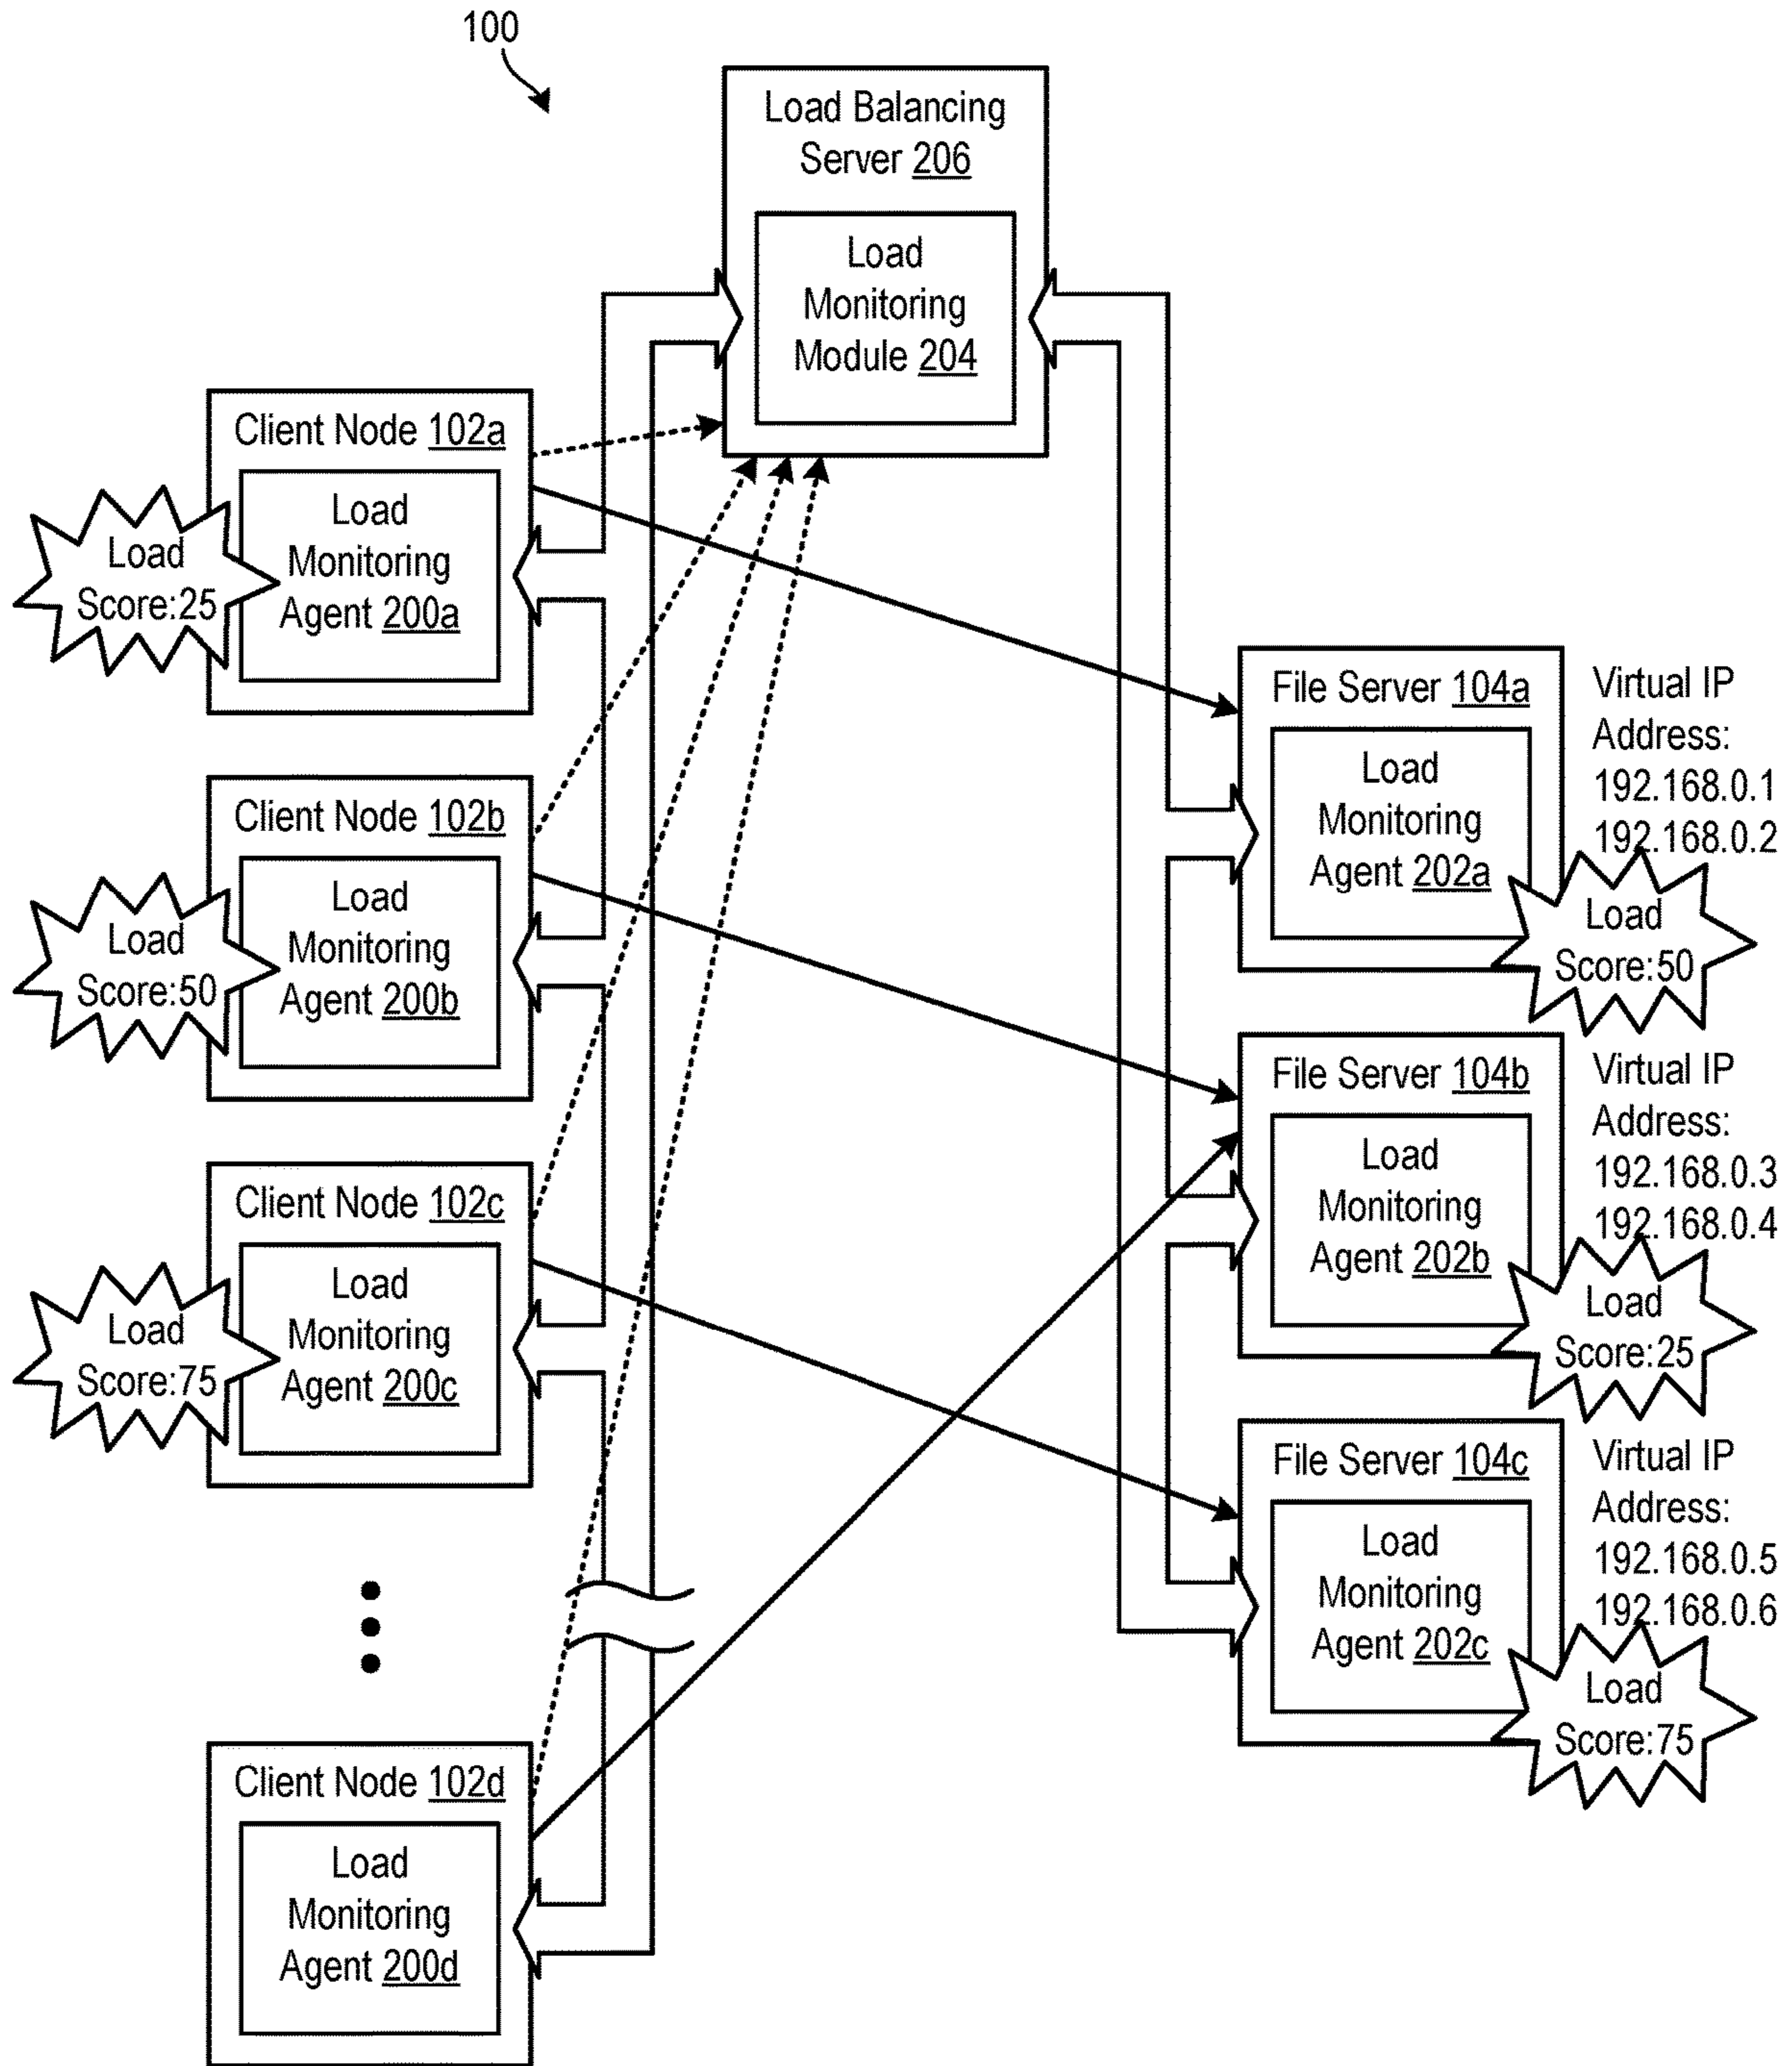 100
Load Balancing
Server 206
Load
Monitoring
Module 204
Client Node 102a
Load
Monitoring
Agent 200a
Load
Score:25
Client Node 102b
Load
Monitoring
Agent 200b
Load
Score:50
Client Node 102c
Load
Monitoring
Agent 200c
Load
Score:75
Client Node 102d
Load
Monitoring
Agent 200d
File Server 104a
Load
Monitoring
Agent 202a
Virtual IP
Address:
192.168.0.1
192.168.0.2
Load
Score:50
File Server 104b
Load
Monitoring
Agent 202b
Virtual IP
Address:
192.168.0.3
192.168.0.4
Load
Score:25
File Server 104c
Load
Monitoring
Agent 202c
Virtual IP
Address:
192.168.0.5
192.168.0.6
Load
Score:75